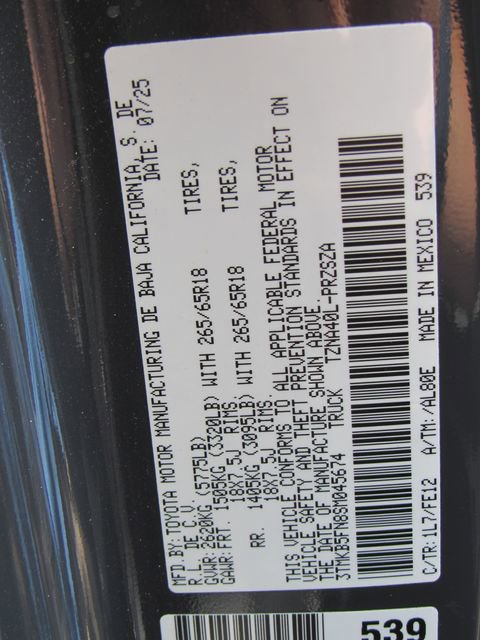 MFD.BY: TOYOTA MOTOR MANUFACTURING DE BAJA CALIFORNIA, S. DE
R.L. DE C.V. DATE: 07/25
GVWR: 2620KG (5775LB)
GAWR: FRT. 1505KG (3320LB) WITH 265/65R18 TIRES,
18X7.5J RIMS.
RR. 1405KG (3095LB) WITH 265/65R18 TIRES,
18X7.5J RIMS.
THIS VEHICLE CONFORMS TO ALL APPLICABLE FEDERAL MOTOR
VEHICLE SAFETY AND THEFT PREVENTION STANDARDS IN EFFECT ON
THE DATE OF MANUFACTURE SHOWN ABOVE.
3TMKB5FN8SM045674 TRUCK TZNA40L-PRZSZA
C/TR: 1L7/FE12 A/TM: /AL80E MADE IN MEXICO 539
539